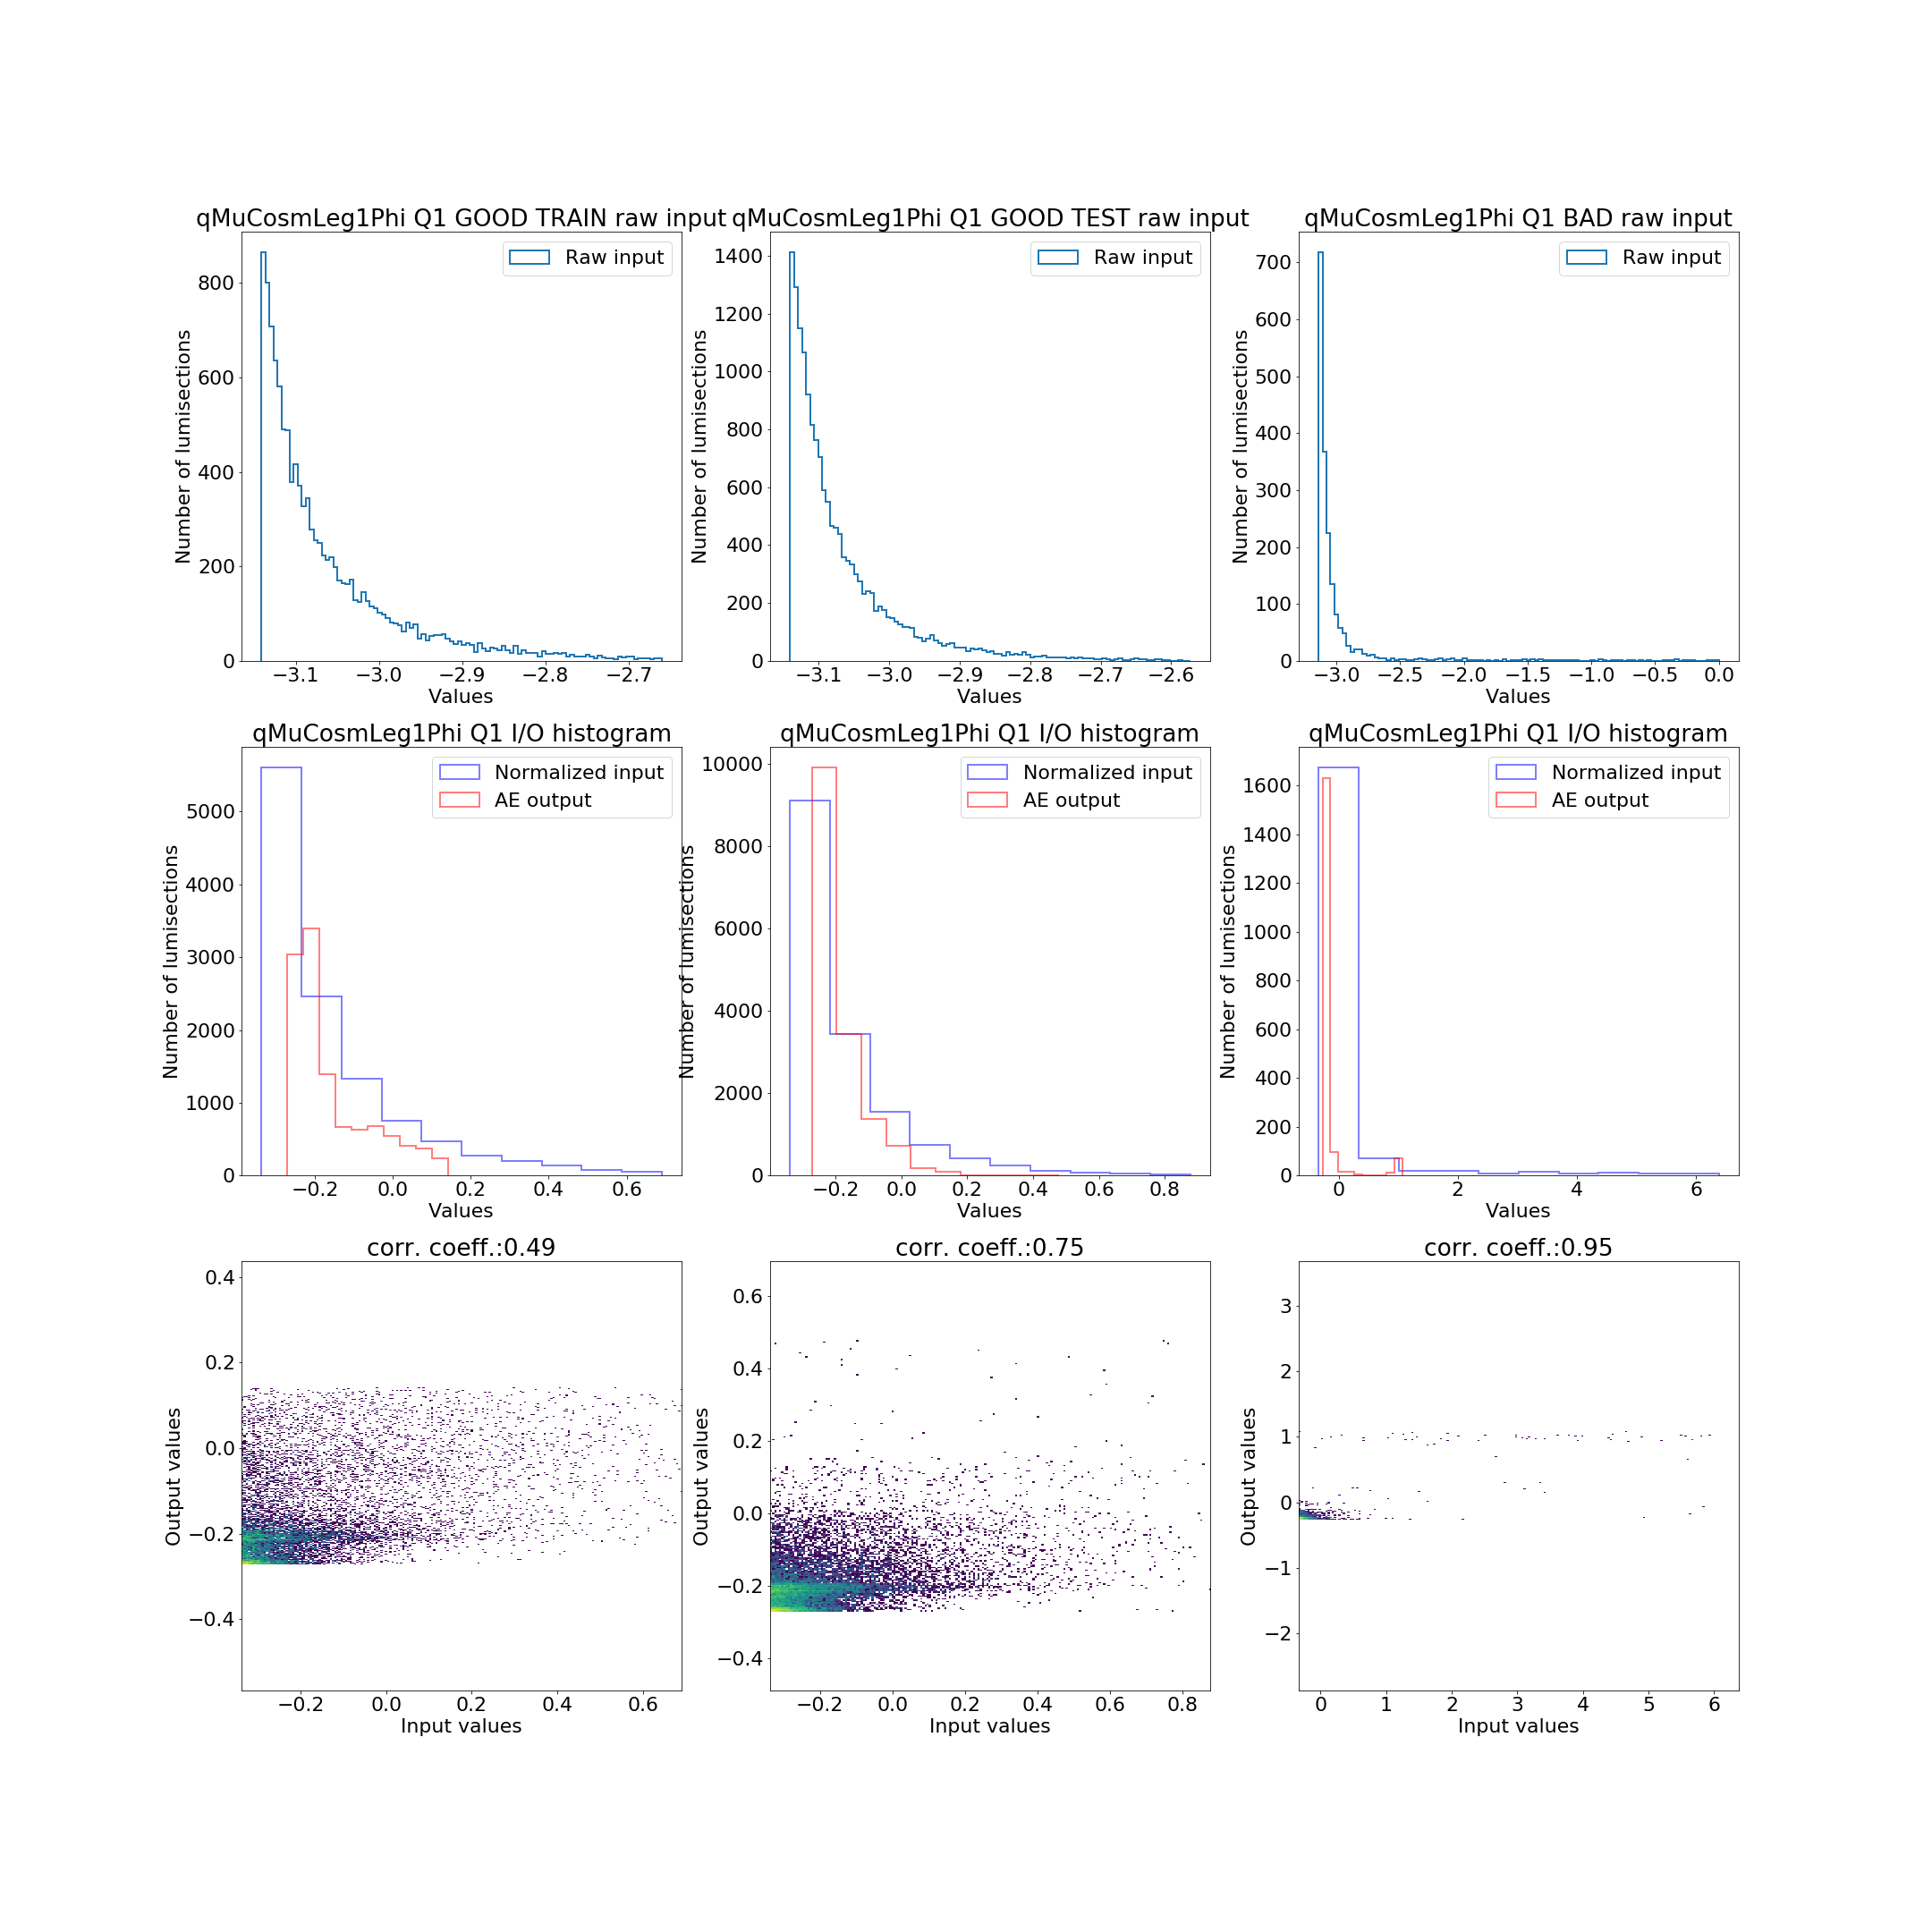 qMuCosmLeg1Phi Q1 GOOD TRAIN raw input
Number of lumisections
800
600
400
200
0
Raw input
−3.1 −3.0 −2.9 −2.8 −2.7
Values
qMuCosmLeg1Phi Q1 GOOD TEST raw input
Number of lumisections
1400
1200
1000
800
600
400
200
0
Raw input
−3.1 −3.0 −2.9 −2.8 −2.7 −2.6
Values
qMuCosmLeg1Phi Q1 BAD raw input
Number of lumisections
700
600
500
400
300
200
100
0
Raw input
−3.0 −2.5 −2.0 −1.5 −1.0 −0.5 0.0
Values
qMuCosmLeg1Phi Q1 I/O histogram
Number of lumisections
5000
4000
3000
2000
1000
0
Normalized input
AE output
−0.2 0.0 0.2 0.4 0.6
Values
qMuCosmLeg1Phi Q1 I/O histogram
Number of lumisections
10000
8000
6000
4000
2000
0
Normalized input
AE output
−0.2 0.0 0.2 0.4 0.6 0.8
Values
qMuCosmLeg1Phi Q1 I/O histogram
Number of lumisections
1600
1400
1200
1000
800
600
400
200
0
Normalized input
AE output
0 2 4 6
Values
corr. coeff.:0.49
Output values
0.4
0.2
0.0
−0.2
−0.4
−0.2 0.0 0.2 0.4 0.6
Input values
corr. coeff.:0.75
Output values
0.6
0.4
0.2
0.0
−0.2
−0.4
−0.2 0.0 0.2 0.4 0.6 0.8
Input values
corr. coeff.:0.95
Output values
3
2
1
0
−1
−2
0 1 2 3 4 5 6
Input values